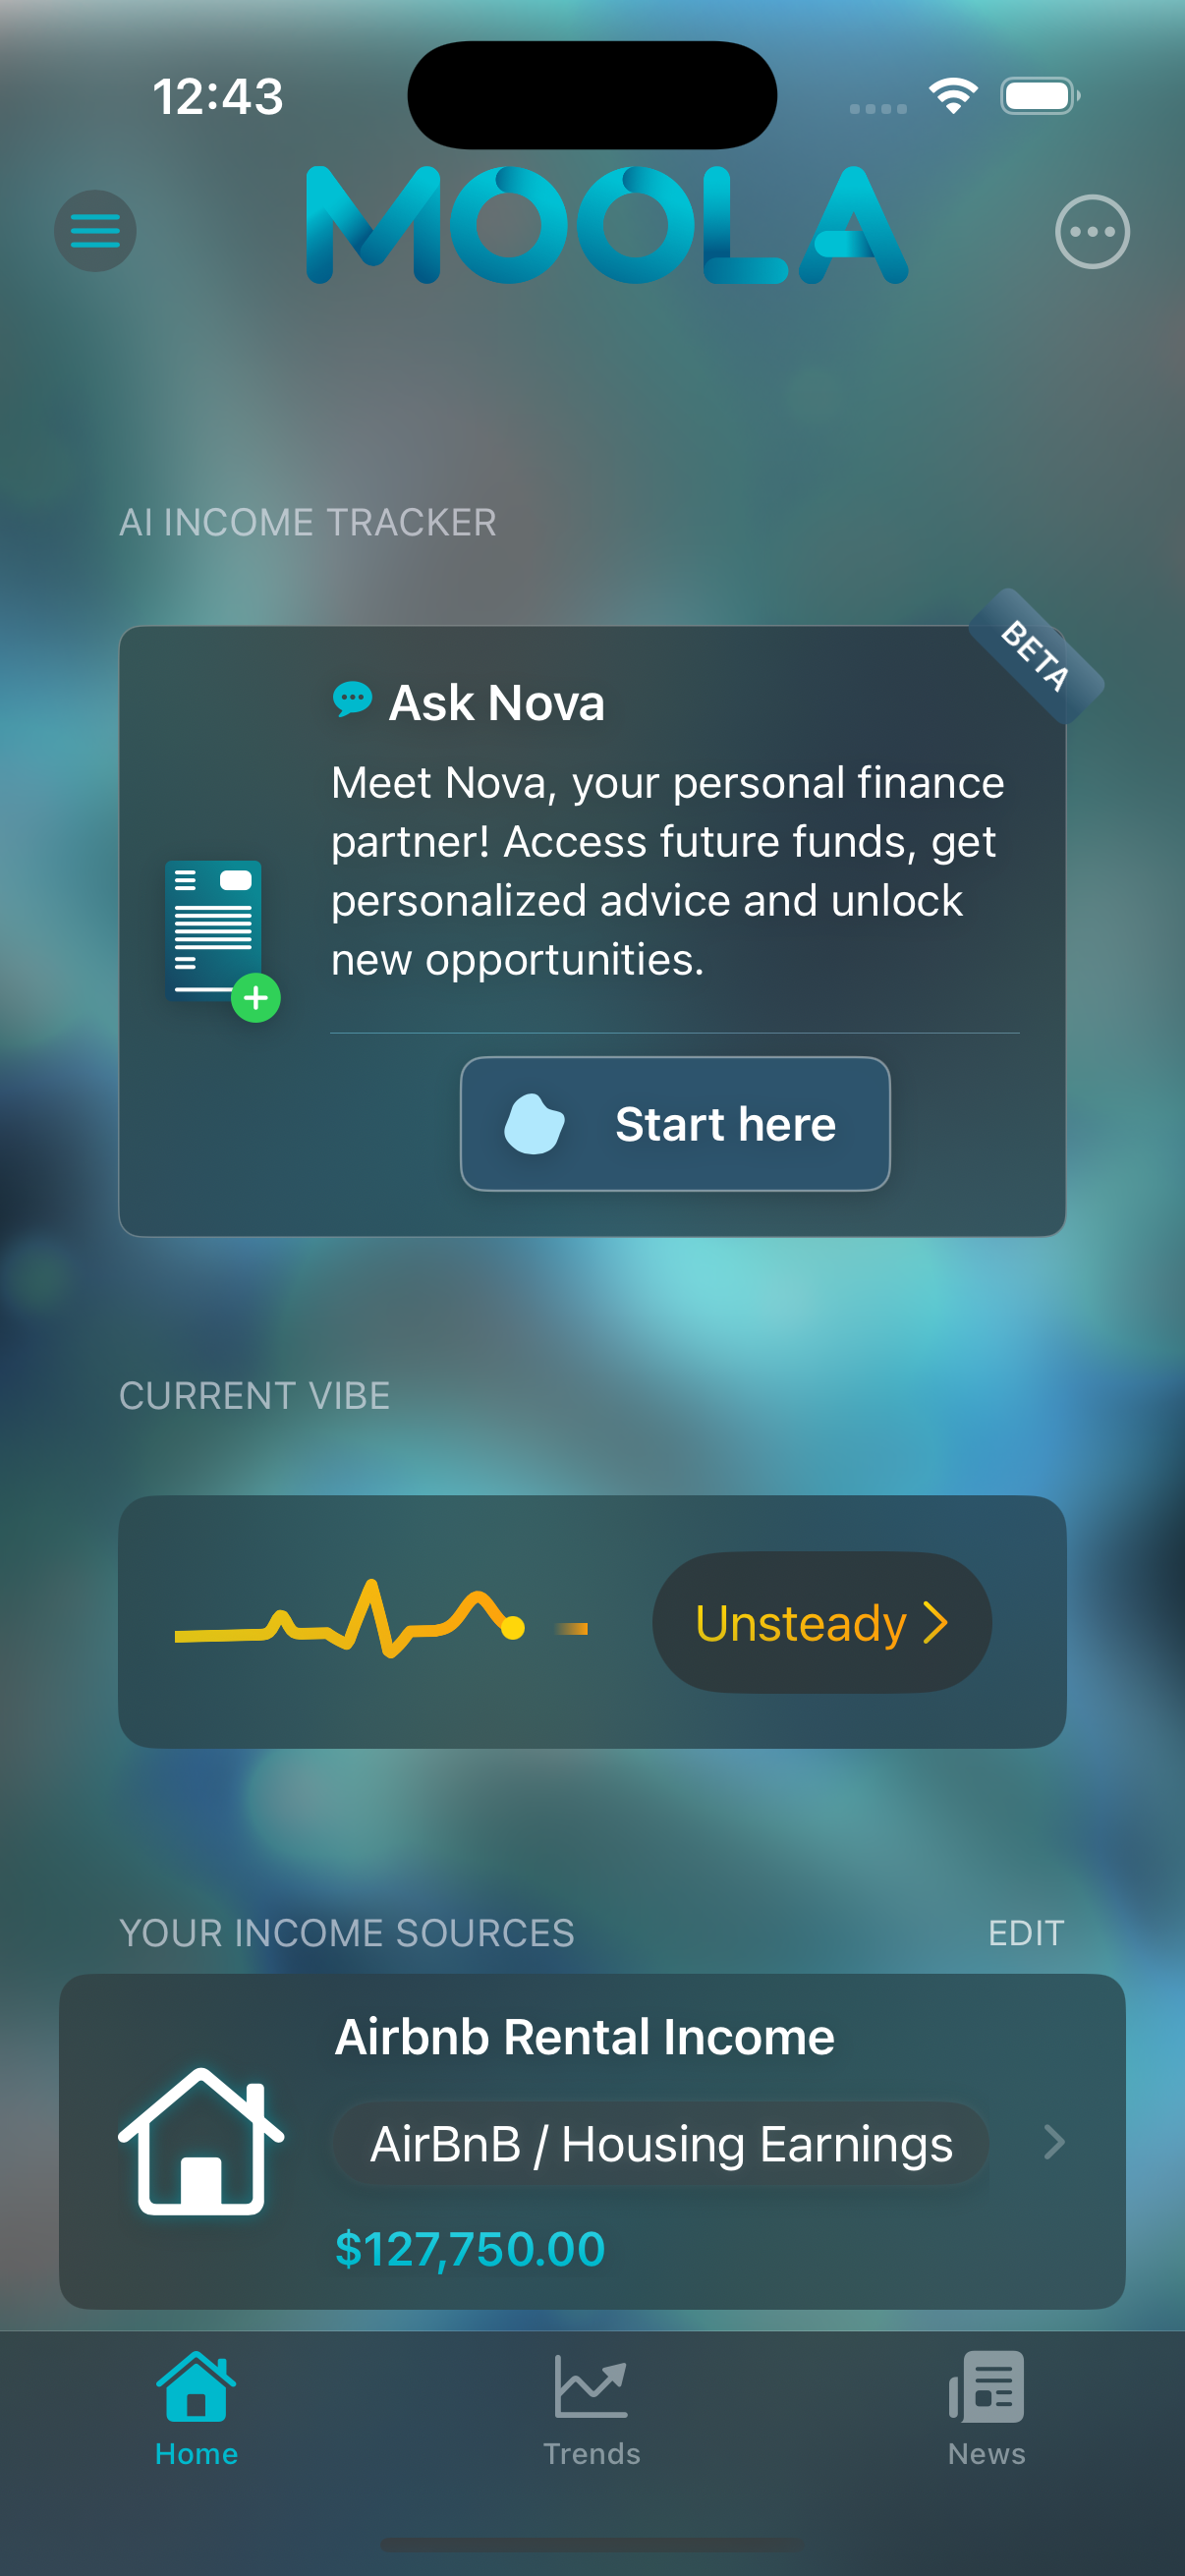 12:43
MOOLA
AI INCOME TRACKER
BETA
Ask Nova
Meet Nova, your personal finance
partner! Access future funds, get
personalized advice and unlock
new opportunities.
Start here
CURRENT VIBE
Unsteady
YOUR INCOME SOURCES EDIT
Airbnb Rental Income
AirBnB / Housing Earnings
$127,750.00
Home Trends News